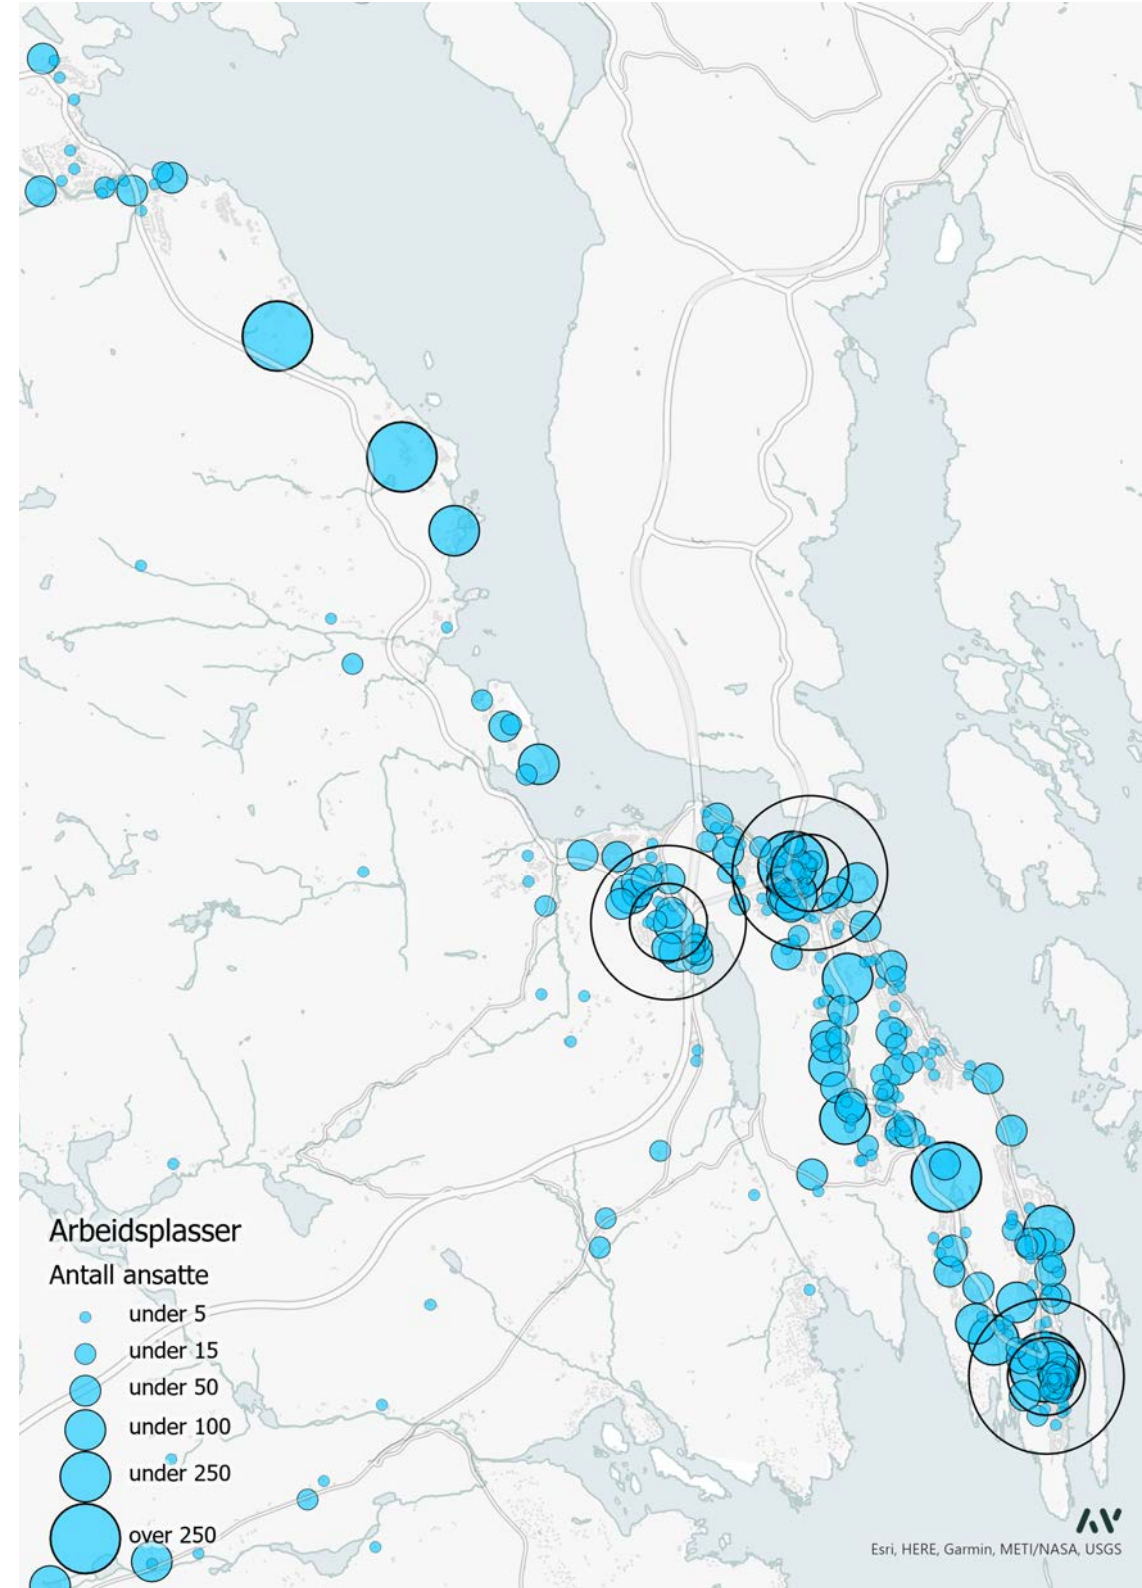 Arbeidsplasser
Antall ansatte
under 5
under 15
under 50
under 100
under 250
over 250
Esri, HERE, Garmin, METI/NASA, USGS